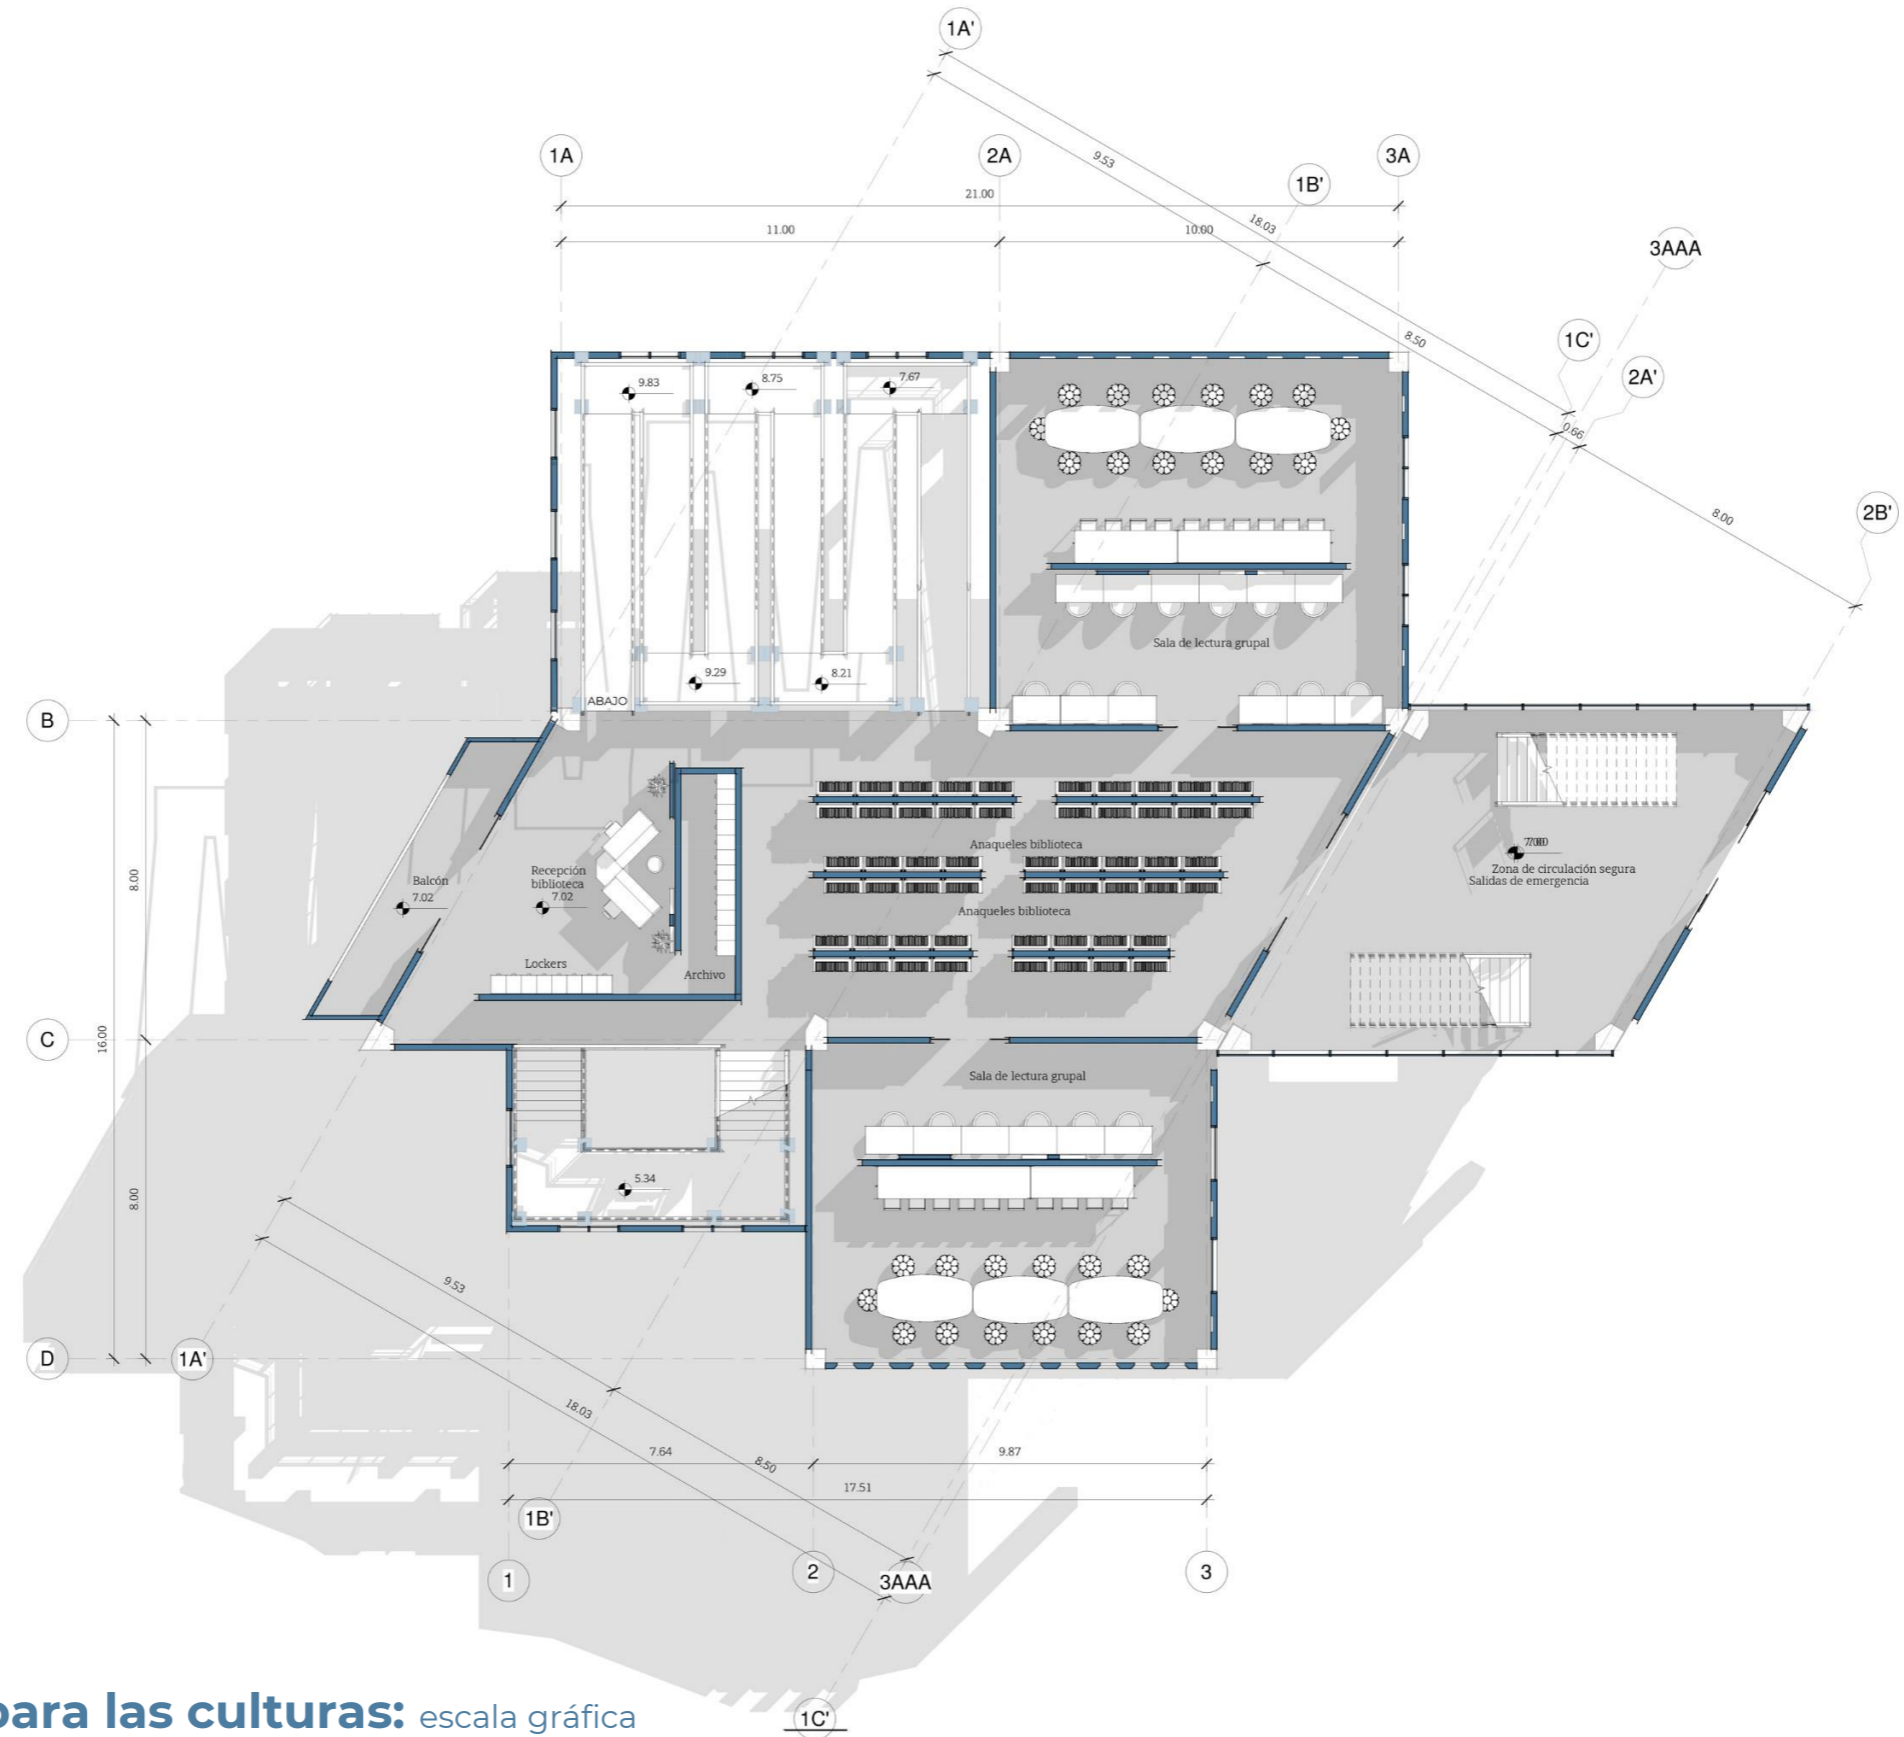 1A'
1A
2A
3A
9.53
1B'
21.00
18.03
11.00
10.00
3AAA
1C'
8.50
2A'
0.66
9.83
8.75
7.67
8.00
2B'
Sala de lectura grupal
9.29
8.21
ABAJO
B
Anaqueles biblioteca
Zona de circulación segura
Salidas de emergencia
Recepción
biblioteca
7.02
Balcón
7.02
8.00
Anaqueles biblioteca
Lockers
Archivo
C
16.00
Sala de lectura grupal
5.34
8.00
9.53
D
1A'
18.03
7.64
8.50
9.87
17.51
1B'
1
2
3AAA
3
1C'
para las culturas: escala gráfica